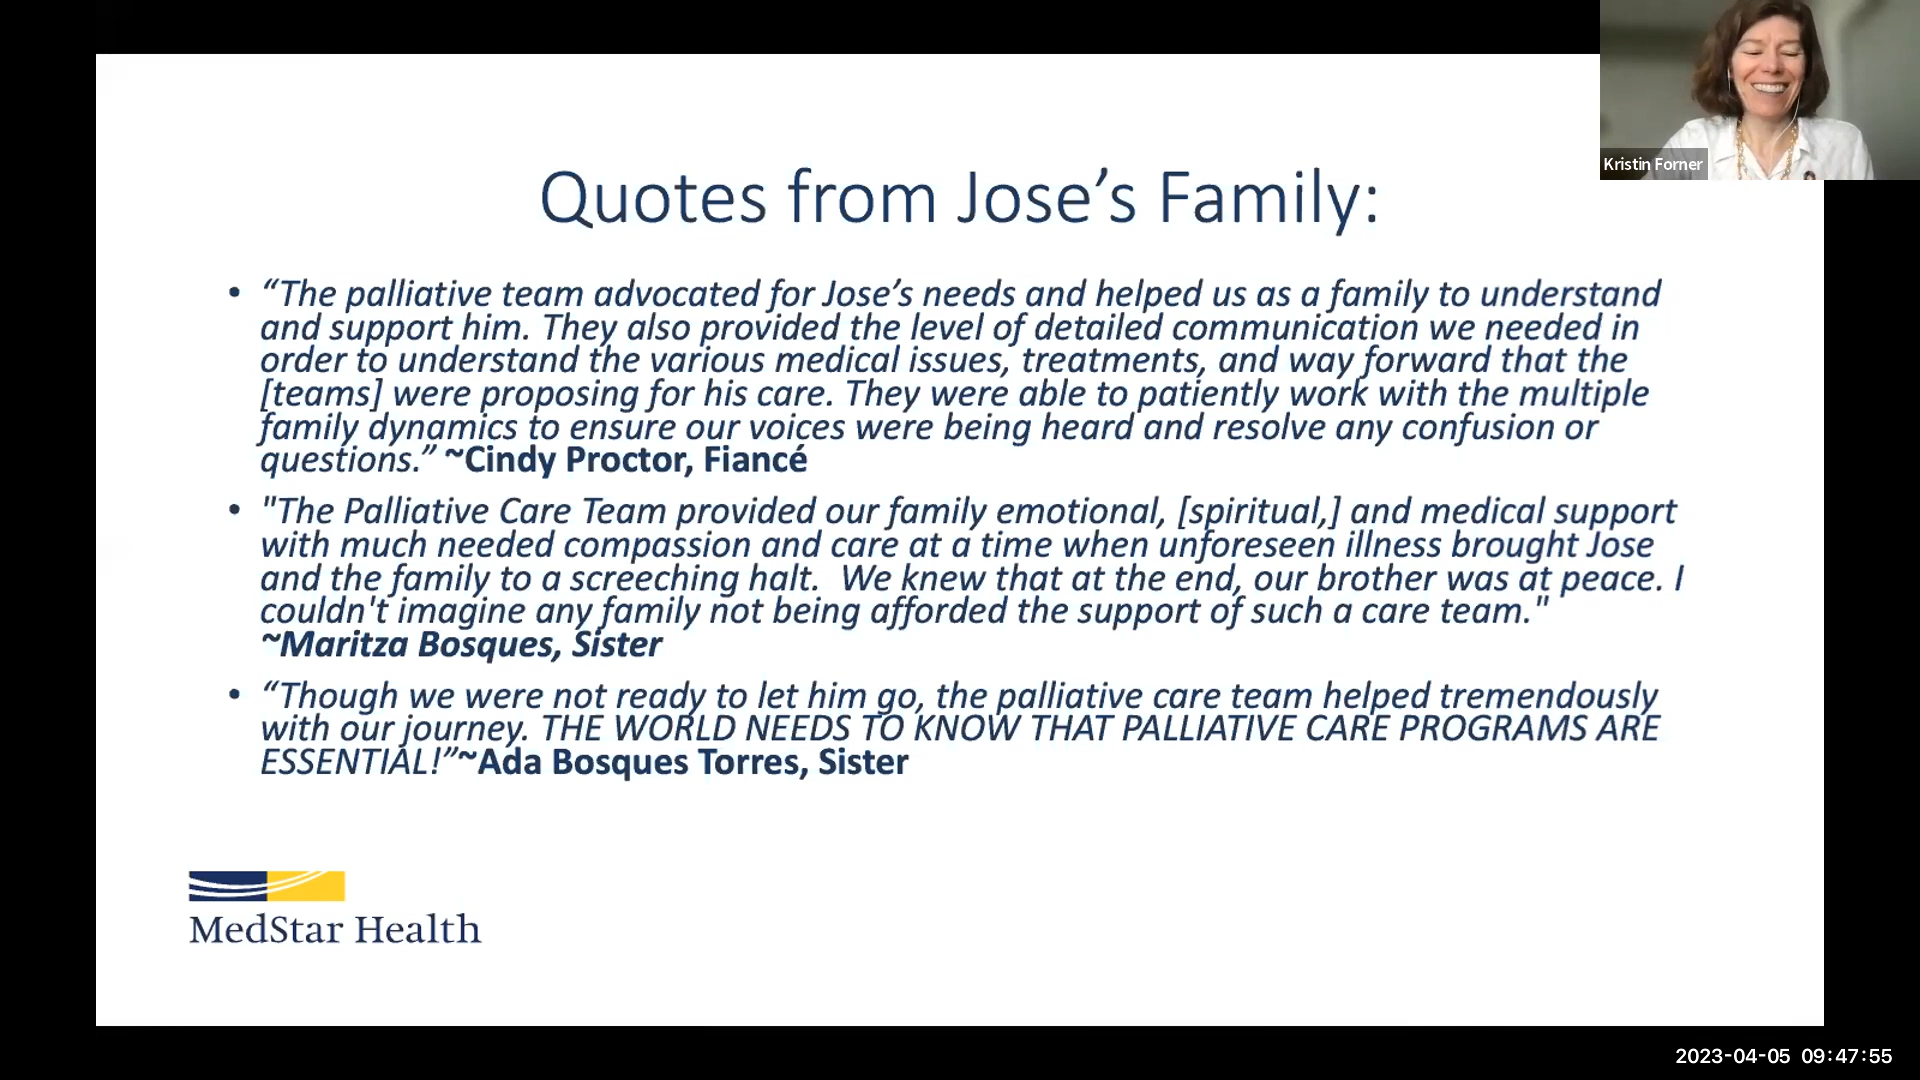 Kristin Forner
Quotes from Jose’s Family:
• “The palliative team advocated for Jose’s needs and helped us as a family to understand
and support him. They also provided the level of detailed communication we needed in
order to understand the various medical issues, treatments, and way forward that the
[teams] were proposing for his care. They were able to patiently work with the multiple
family dynamics to ensure our voices were being heard and resolve any confusion or
questions.” ~Cindy Proctor, Fiancé
• "The Palliative Care Team provided our family emotional, [spiritual,] and medical support
with much needed compassion and care at a time when unforeseen illness brought Jose
and the family to a screeching halt.  We knew that at the end, our brother was at peace. I
couldn't imagine any family not being afforded the support of such a care team."
~Maritza Bosques, Sister
• “Though we were not ready to let him go, the palliative care team helped tremendously
with our journey. THE WORLD NEEDS TO KNOW THAT PALLIATIVE CARE PROGRAMS ARE
ESSENTIAL!”~Ada Bosques Torres, Sister
MedStar Health
2023-04-05 09:47:55